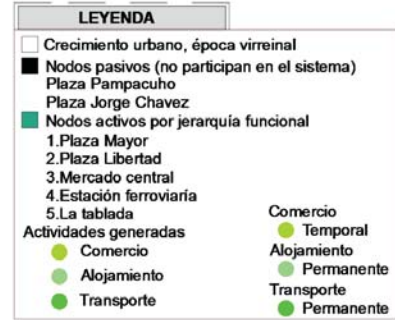 LEYENDA
Crecimiento urbano, época virreinal
Nodos pasivos (no participan en el sistema)
Plaza Pampacuho
Plaza Jorge Chavez
Nodos activos por jerarquía funcional
1.Plaza Mayor
2.Plaza Libertad
3.Mercado central
4.Estación ferroviaría
5.La tablada
Actividades generadas
Comercio
Alojamiento
Transporte
Comercio
Temporal
Alojamiento
Permanente
Transporte
Permanente